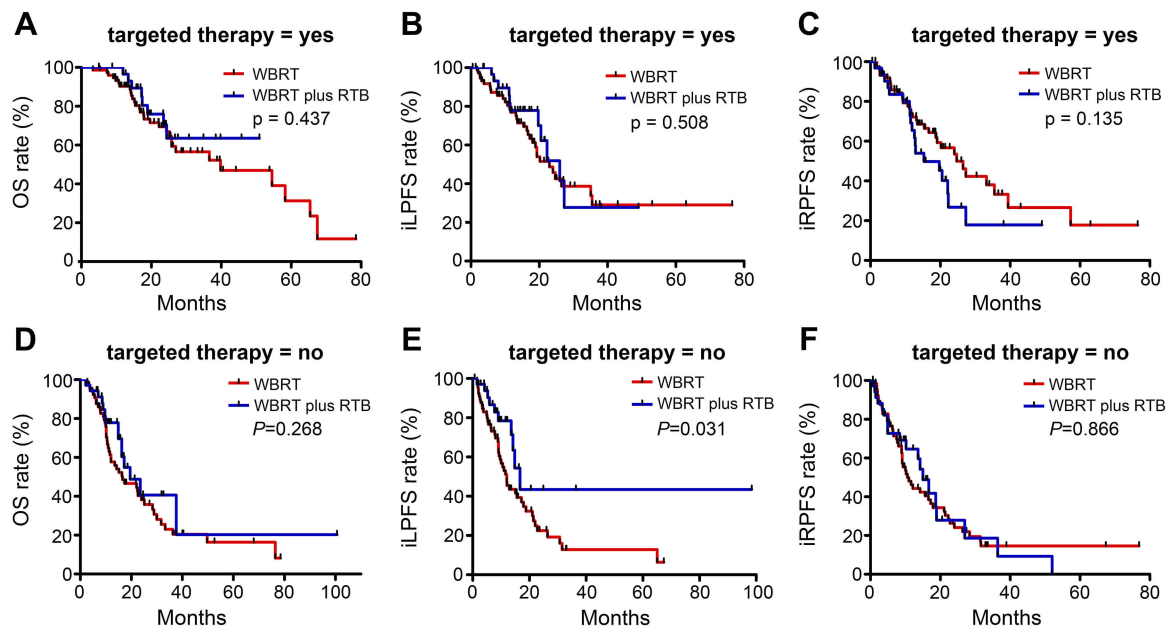 A
targeted therapy = yes
OS rate (%)
100
80
60
40
20
0
WBRT
WBRT plus RTB
p = 0.437
0 20 40 60 80
Months
B
targeted therapy = yes
iLPFS rate (%)
100
80
60
40
20
0
WBRT
WBRT plus RTB
p = 0.508
0 20 40 60 80
Months
C
targeted therapy = yes
iRPFS rate (%)
100
80
60
40
20
0
WBRT
WBRT plus RTB
p = 0.135
0 20 40 60 80
Months
D
targeted therapy = no
OS rate (%)
100
80
60
40
20
0
WBRT
WBRT plus RTB
P=0.268
0 20 40 60 80 100
Months
E
targeted therapy = no
iLPFS rate (%)
100
80
60
40
20
0
WBRT
WBRT plus RTB
P=0.031
0 20 40 60 80 100
Months
F
targeted therapy = no
iRPFS rate (%)
100
80
60
40
20
0
WBRT
WBRT plus RTB
P=0.866
0 20 40 60 80
Months